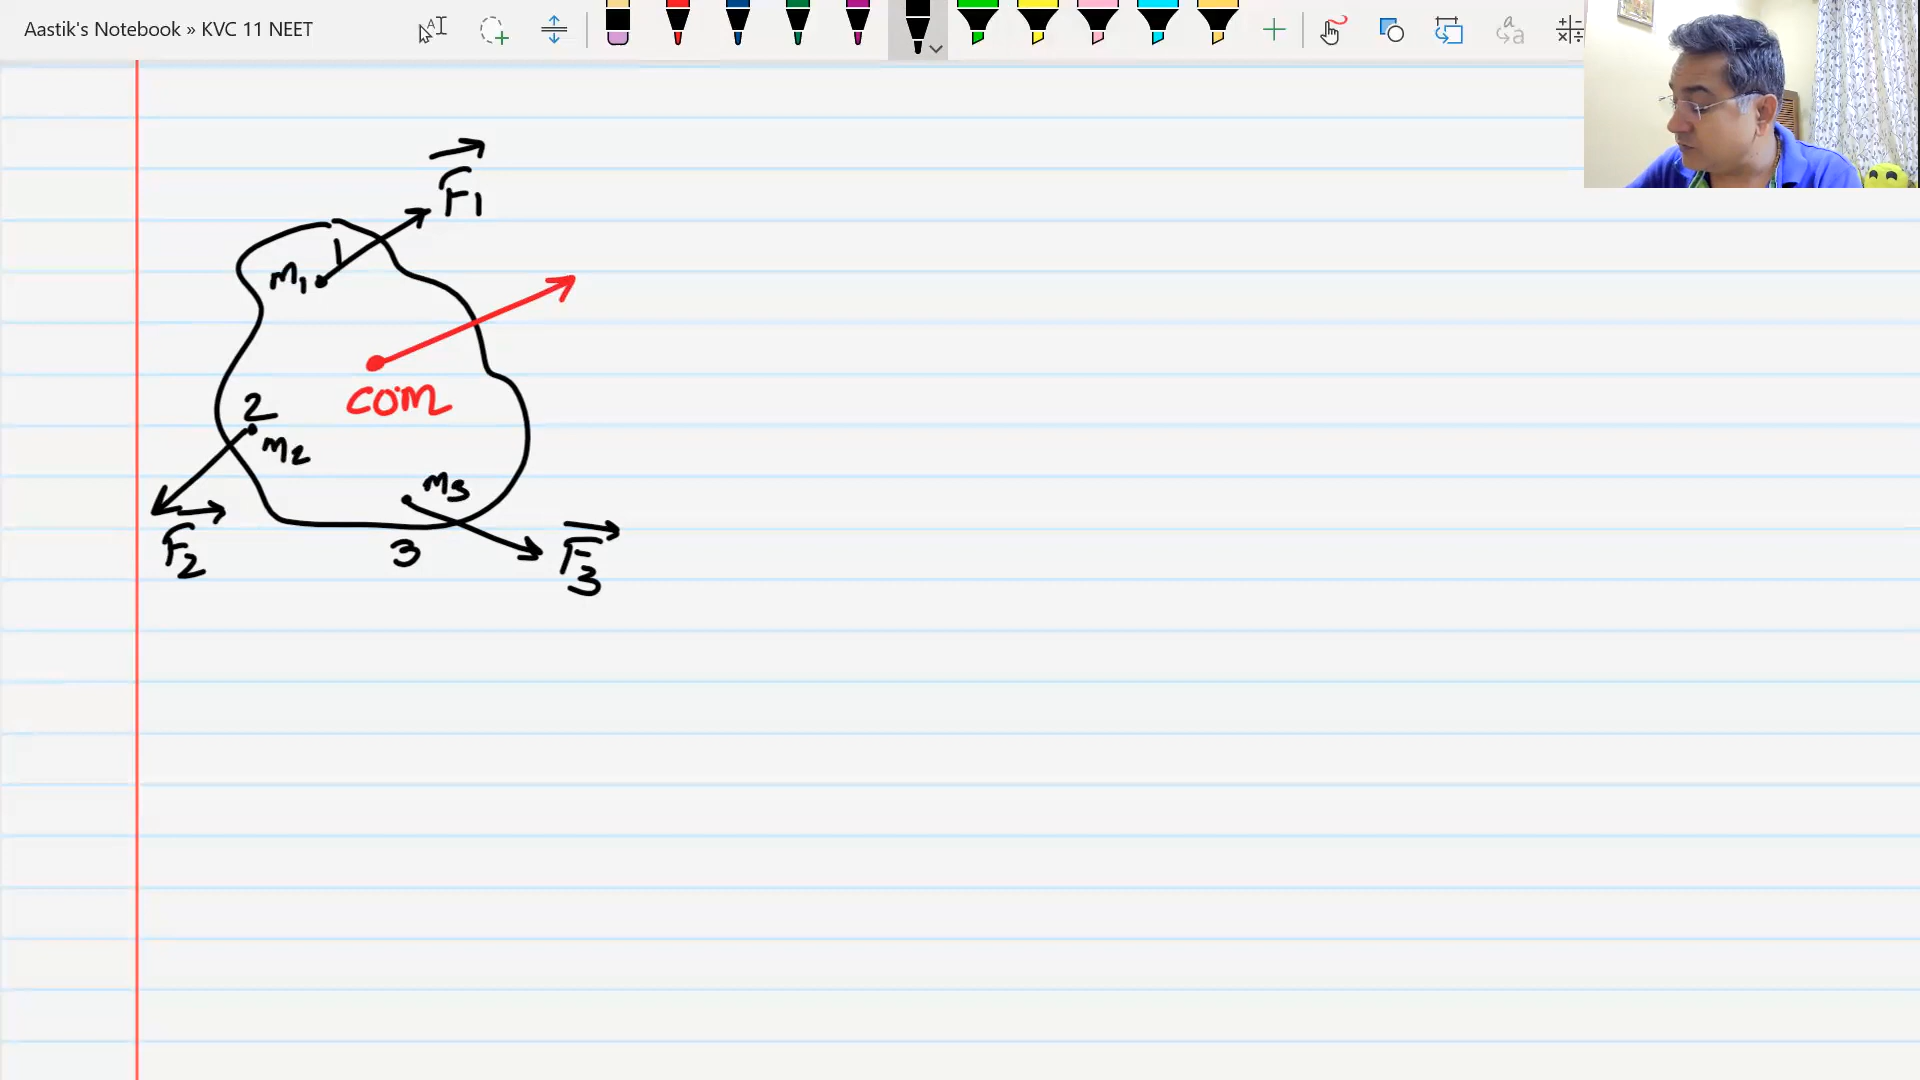 Aastik's Notebook » KVC 11 NEET
F1
1
m1
COM
2
m2
m3
F2
3
F3